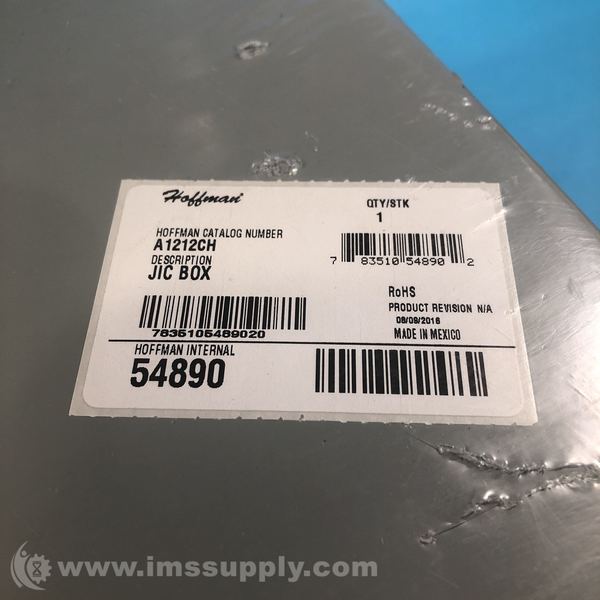 Hoffman
QTY/STK
1
HOFFMAN CATALOG NUMBER
A1212CH
DESCRIPTION
JIC BOX
7 83510 54890 2
RoHS
PRODUCT REVISION N/A
08/09/2016
MADE IN MEXICO
7835105489020
HOFFMAN INTERNAL
54890
www.imssupply.com